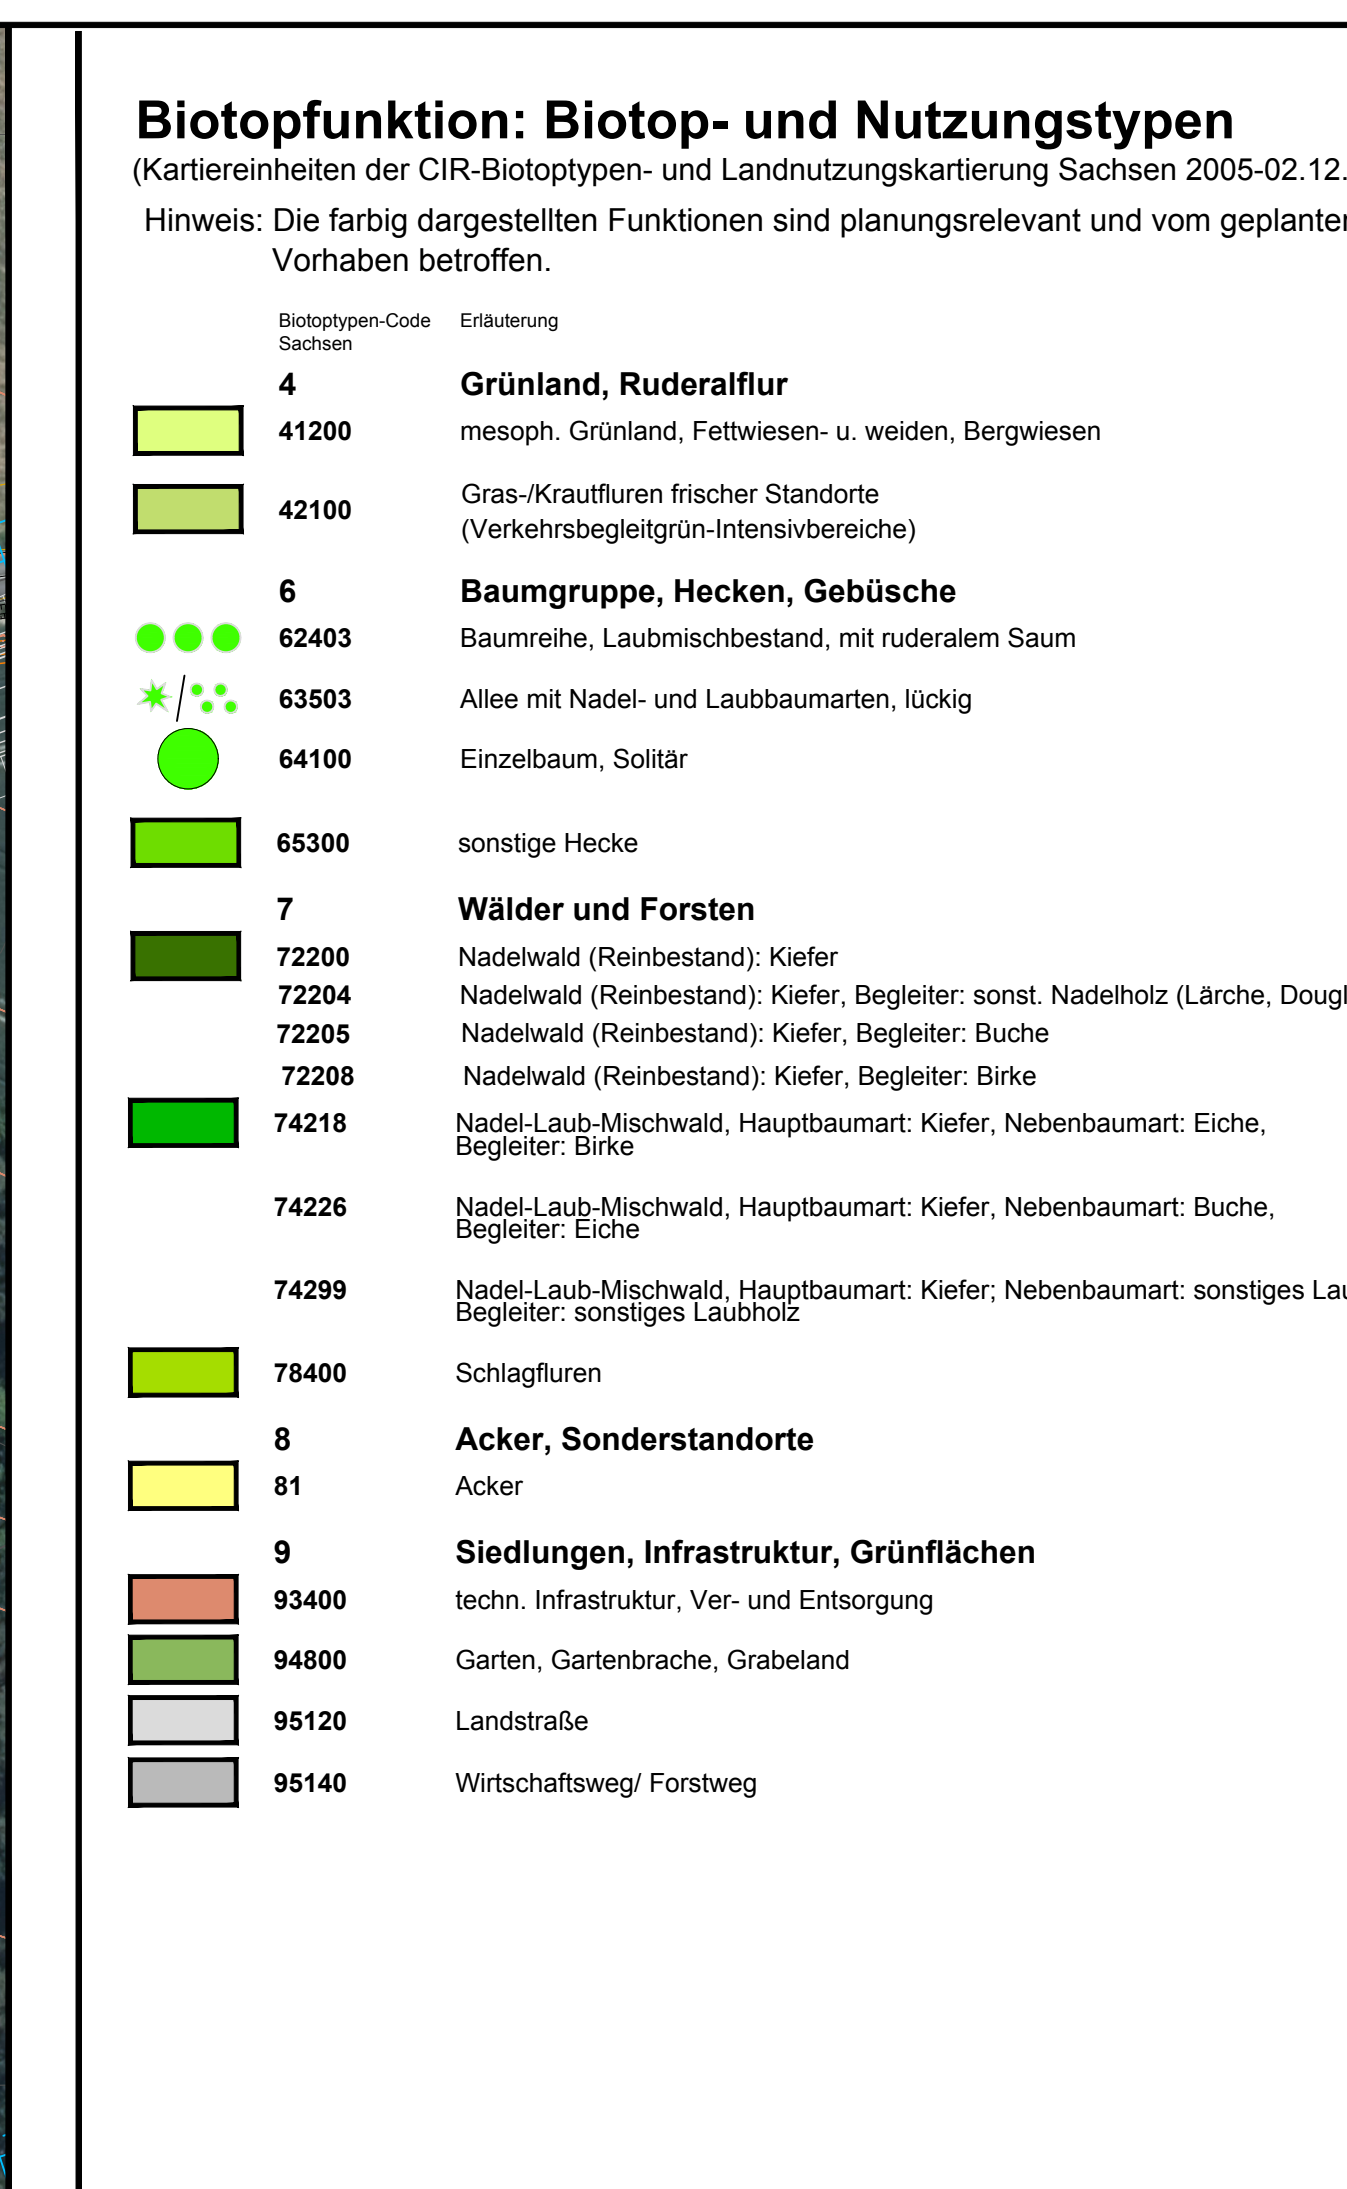 Biotopfunktion: Biotop- und Nutzungstypen
(Kartiereinheiten der CIR-Biotoptypen- und Landnutzungskartierung Sachsen 2005-02.12.
Hinweis: Die farbig dargestellten Funktionen sind planungsrelevant und vom geplanten
Vorhaben betroffen.
Biotoptypen-Code Erläuterung
Sachsen
4 Grünland, Ruderalflur
41200 mesoph. Grünland, Fettwiesen- u. weiden, Bergwiesen
42100 Gras-/Krautfluren frischer Standorte
(Verkehrsbegleitgrün-Intensivbereiche)
6 Baumgruppe, Hecken, Gebüsche
62403 Baumreihe, Laubmischbestand, mit ruderalem Saum
63503 Allee mit Nadel- und Laubbaumarten, lückig
64100 Einzelbaum, Solitär
65300 sonstige Hecke
7 Wälder und Forsten
72200 Nadelwald (Reinbestand): Kiefer
72204 Nadelwald (Reinbestand): Kiefer, Begleiter: sonst. Nadelholz (Lärche, Dougl
72205 Nadelwald (Reinbestand): Kiefer, Begleiter: Buche
72208 Nadelwald (Reinbestand): Kiefer, Begleiter: Birke
74218 Nadel-Laub-Mischwald, Hauptbaumart: Kiefer, Nebenbaumart: Eiche,
Begleiter: Birke
74226 Nadel-Laub-Mischwald, Hauptbaumart: Kiefer, Nebenbaumart: Buche,
Begleiter: Eiche
74299 Nadel-Laub-Mischwald, Hauptbaumart: Kiefer; Nebenbaumart: sonstiges Lau
Begleiter: sonstiges Laubholz
78400 Schlagfluren
8 Acker, Sonderstandorte
81 Acker
9 Siedlungen, Infrastruktur, Grünflächen
93400 techn. Infrastruktur, Ver- und Entsorgung
94800 Garten, Gartenbrache, Grabeland
95120 Landstraße
95140 Wirtschaftsweg/ Forstweg